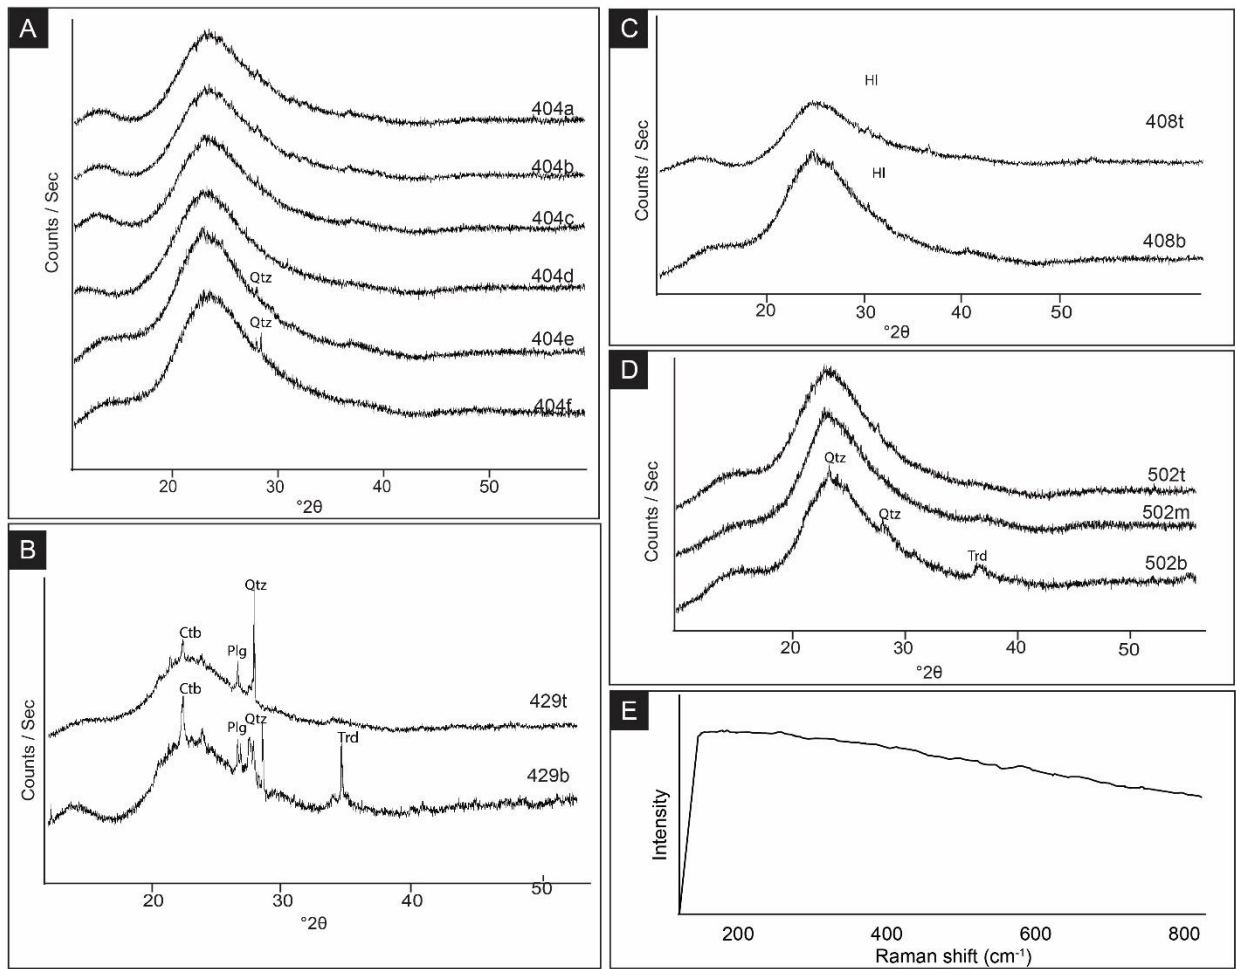 A
404a
404b
404c
404d
Qtz
404e
Qtz
404f
Counts / Sec
20 30 40 50
°2θ
B
Qtz
Ctb
Plg
429t
Ctb
Plg Qtz
Trd
429b
Counts / Sec
20 30 40 50
°2θ
C
Hl
408t
Hl
408b
Counts / Sec
20 30 40 50
°2θ
D
502t
502m
Qtz
Qtz
Trd
502b
Counts / Sec
20 30 40 50
°2θ
E
Intensity
200 400 600 800
Raman shift (cm⁻¹)